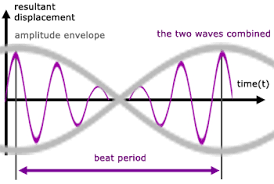 resultant
displacement
amplitude envelope
the two waves combined
time(t)
beat period